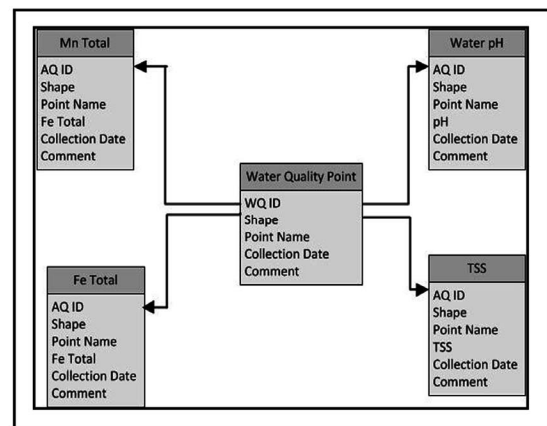 Mn Total
AQ ID
Shape
Point Name
Fe Total
Collection Date
Comment
Water pH
AQ ID
Shape
Point Name
pH
Collection Date
Comment
Water Quality Point
WQ ID
Shape
Point Name
Collection Date
Comment
Fe Total
AQ ID
Shape
Point Name
Fe Total
Collection Date
Comment
TSS
AQ ID
Shape
Point Name
TSS
Collection Date
Comment